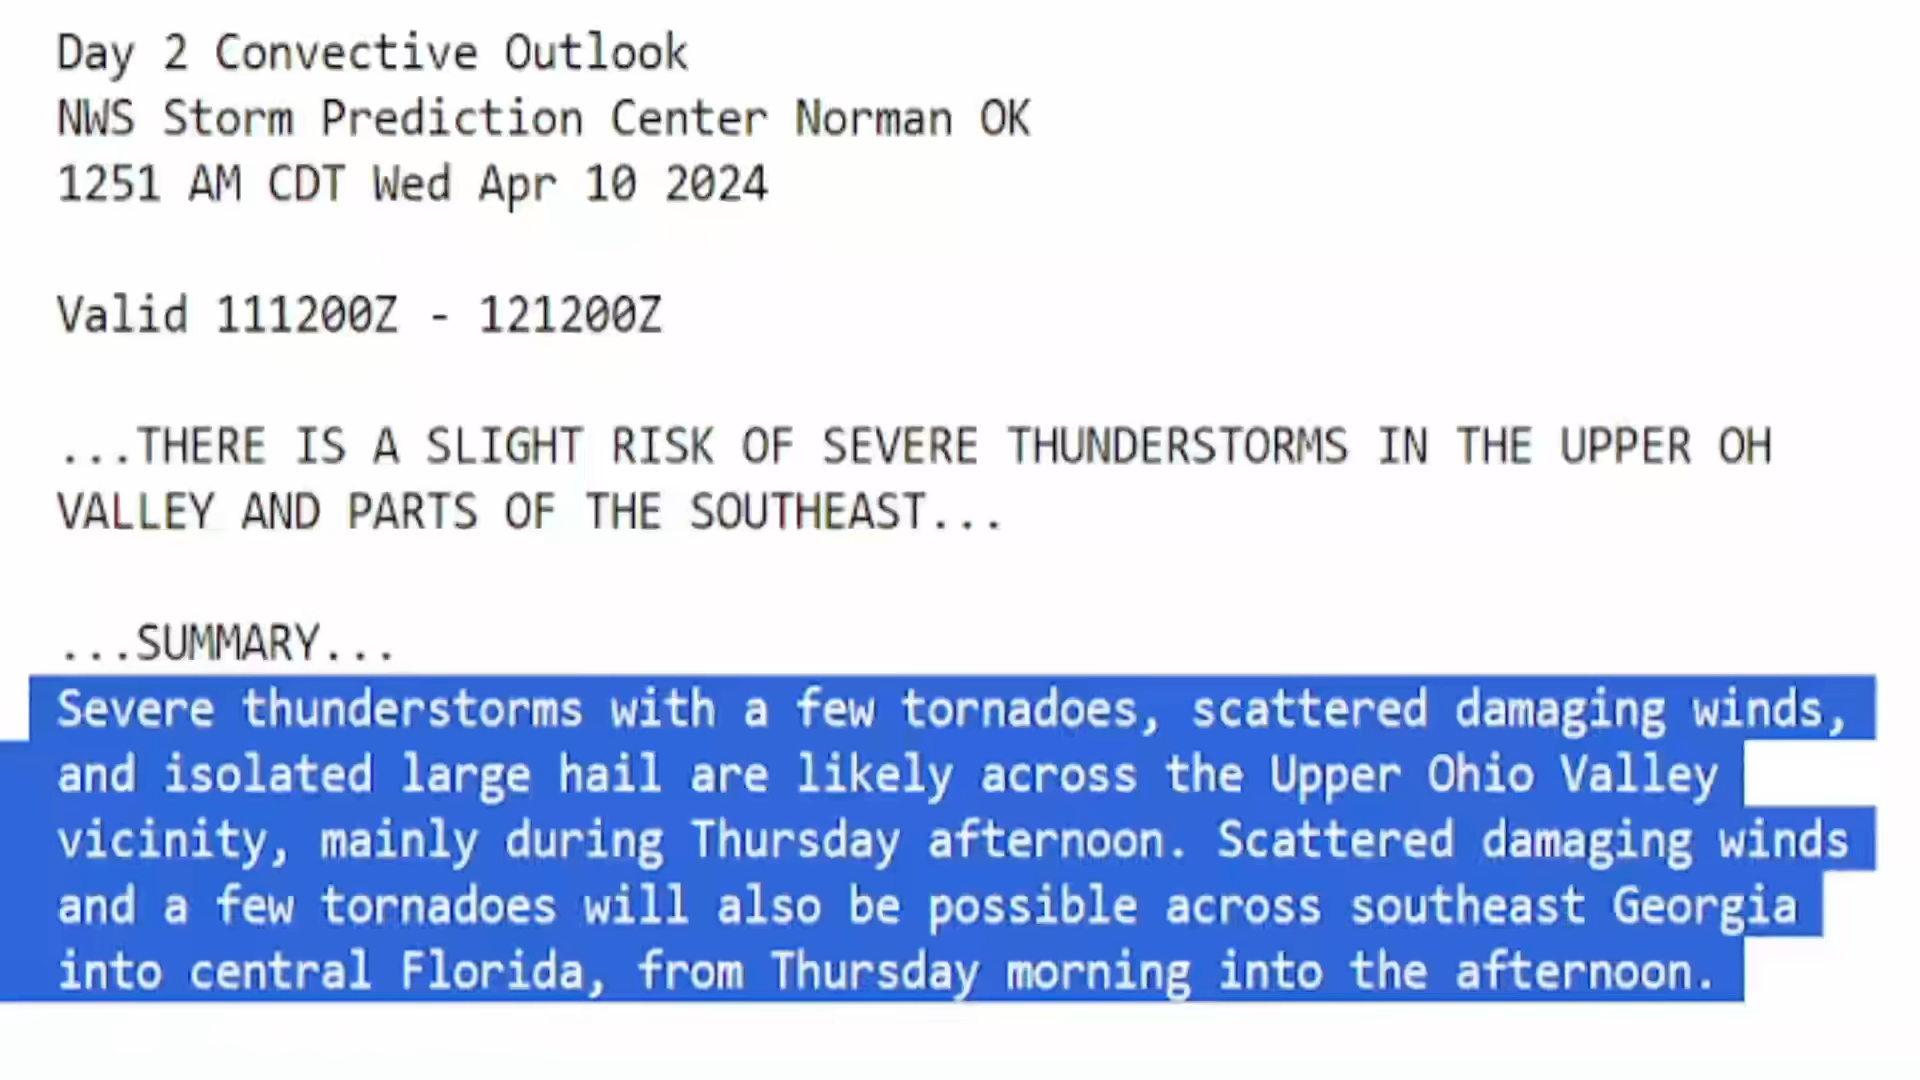 Day 2 Convective Outlook
NWS Storm Prediction Center Norman OK
1251 AM CDT Wed Apr 10 2024
Valid 111200Z - 121200Z
...THERE IS A SLIGHT RISK OF SEVERE THUNDERSTORMS IN THE UPPER OH
VALLEY AND PARTS OF THE SOUTHEAST...
...SUMMARY...
Severe thunderstorms with a few tornadoes, scattered damaging winds,
and isolated large hail are likely across the Upper Ohio Valley
vicinity, mainly during Thursday afternoon. Scattered damaging winds
and a few tornadoes will also be possible across southeast Georgia
into central Florida, from Thursday morning into the afternoon.